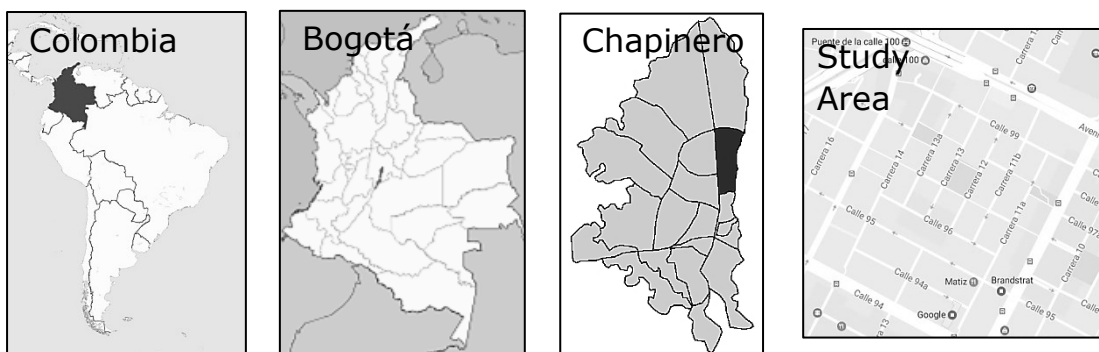 Colombia
Bogotá
Chapinero
Study
Area
Puente de la calle 100
calle 100
Calle 99
Carrera 16
Carrera 14
Carrera 13a
Carrera 13
Carrera 12
Carrera 11b
Calle 95
Calle 96
Carrera 11a
Calle 97a
Carrera 10
Calle 94a
Matiz
Brandstrat
Calle 94
Google
Calle 95